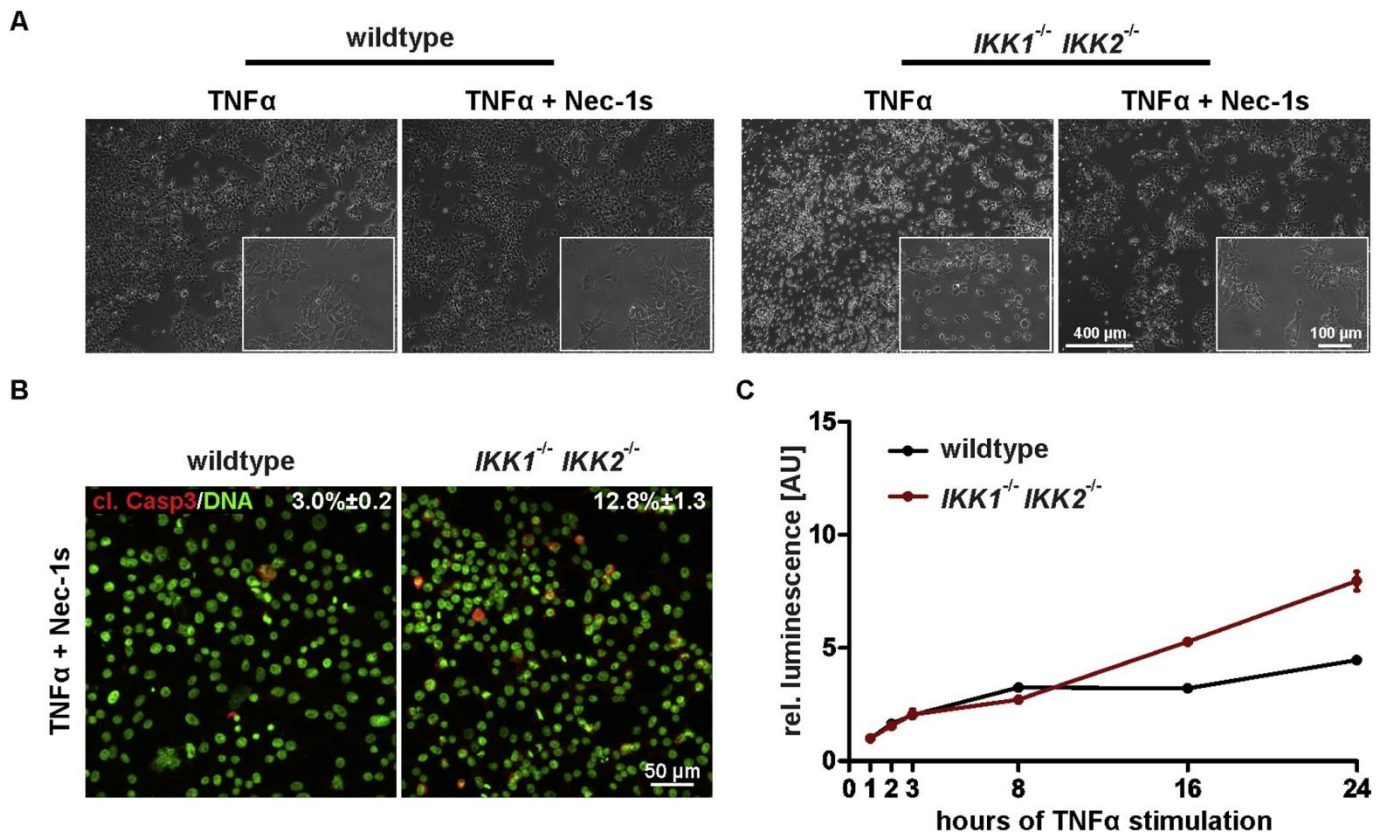 A
wildtype
IKK1-/- IKK2-/-
TNFα
TNFα + Nec-1s
TNFα
TNFα + Nec-1s
400 µm
100 µm
B
wildtype
IKK1-/- IKK2-/-
TNFα + Nec-1s
cl. Casp3/DNA
3.0%±0.2
12.8%±1.3
50 µm
C
rel. luminescence [AU]
15
10
5
0
wildtype
IKK1-/- IKK2-/-
0 1 2 3 8 16 24
hours of TNFα stimulation